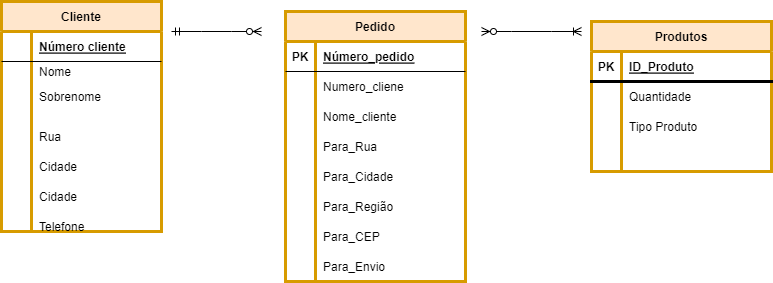 Cliente
Número cliente
Nome
Sobrenome
Rua
Cidade
Cidade
Telefone
Pedido
PK Número_pedido
Numero_cliene
Nome_cliente
Para_Rua
Para_Cidade
Para_Região
Para_CEP
Para_Envio
Produtos
PK ID_Produto
Quantidade
Tipo Produto